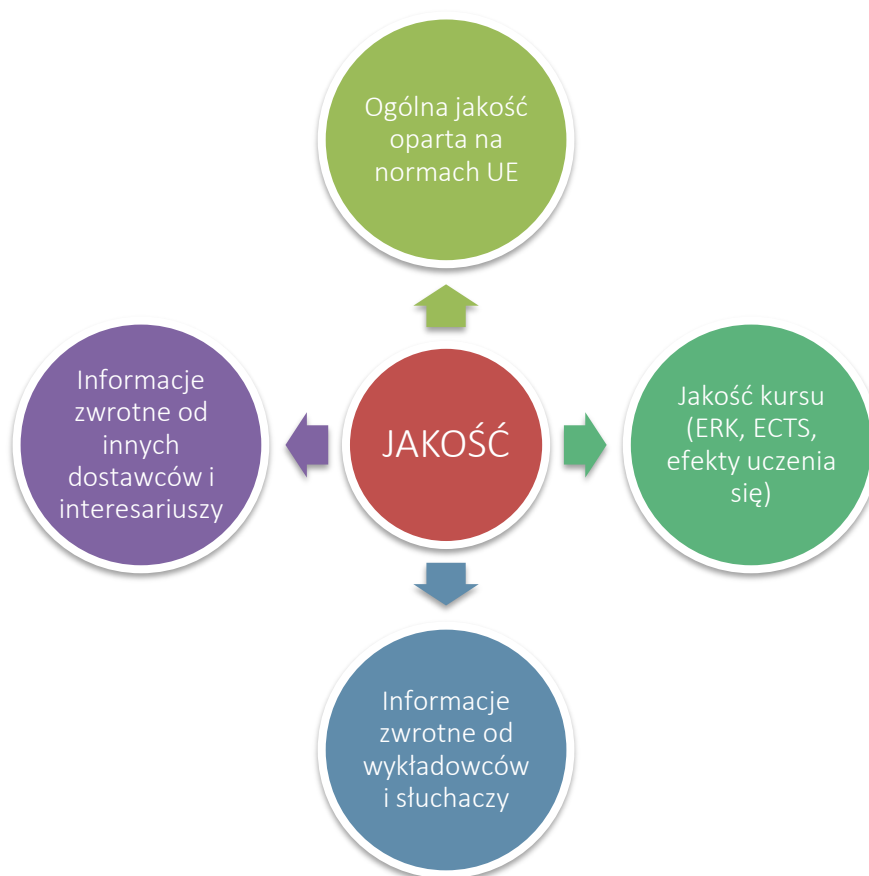 Ogólna jakość
oparta na
normach UE
Informacje
zwrotne od
innych
dostawców i
interesariuszy
JAKOŚĆ
Jakość kursu
(ERK, ECTS,
efekty uczenia
się)
Informacje
zwrotne od
wykładowców
i słuchaczy